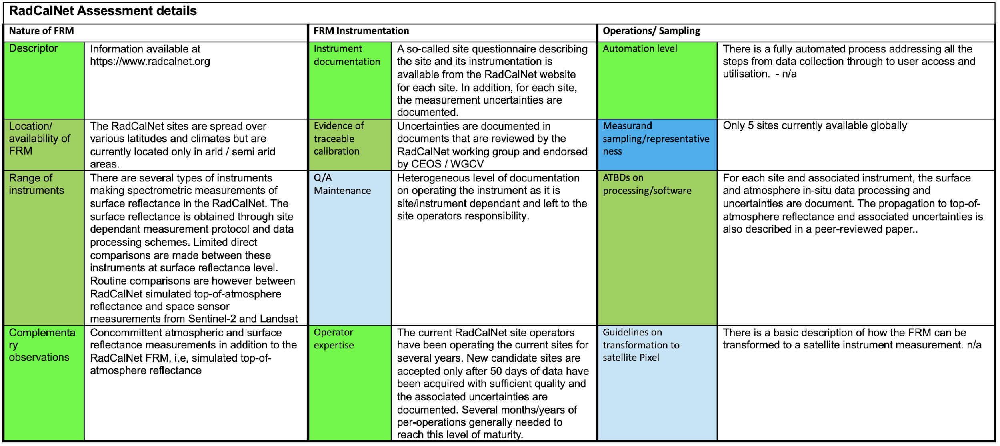 RadCalNet Assessment details
Nature of FRM
FRM Instrumentation
Operations/ Sampling
Descriptor
Information available at
https://www.radcalnet.org
Instrument
documentation
A so-called site questionnaire describing
the site and its instrumentation is
available from the RadCalNet website
for each site. In addition, for each site,
the measurement uncertainties are
documented.
Automation level
There is a fully automated process addressing all the
steps from data collection through to user access and
utilisation.  - n/a
Location/
availability of
FRM
The RadCalNet sites are spread over
various latitudes and climates but are
currently located only in arid / semi arid
areas.
Evidence of
traceable
calibration
Uncertainties are documented in
documents that are reviewed by the
RadCalNet working group and endorsed
by CEOS / WGCV
Measurand
sampling/representative
ness
Only 5 sites currently available globally
Range of
instruments
There are several types of instruments
making spectrometric measurements of
surface reflectance in the RadCalNet. The
surface reflectance is obtained through site
dependant measurement protocol and data
processing schemes. Limited direct
comparisons are made between these
instruments at surface reflectance level.
Routine comparisons are however between
RadCalNet simulated top-of-atmosphere
reflectance and space sensor
measurements from Sentinel-2 and Landsat
Q/A
Maintenance
Heterogeneous level of documentation
on operating the instrument as it is
site/instrument dependant and left to the
site operators responsibility.
ATBDs on
processing/software
For each site and associated instrument, the surface
and atmosphere in-situ data processing and
uncertainties are document. The propagation to top-of-
atmosphere reflectance and associated uncertainties is
also described in a peer-reviewed paper..
Complementa
ry
observations
Concommittent atmospheric and surface
reflectance measurements in addition to the
RadCalNet FRM, i.e, simulated top-of-
atmosphere reflectance
Operator
expertise
The current RadCalNet site operators
have been operating the current sites for
several years. New candidate sites are
accepted only after 50 days of data have
been acquired with sufficient quality and
the associated uncertainties are
documented. Several months/years of
per-operations generally needed to
reach this level of maturity.
Guidelines on
transformation to
satellite Pixel
There is a basic description of how the FRM can be
transformed to a satellite instrument measurement. n/a